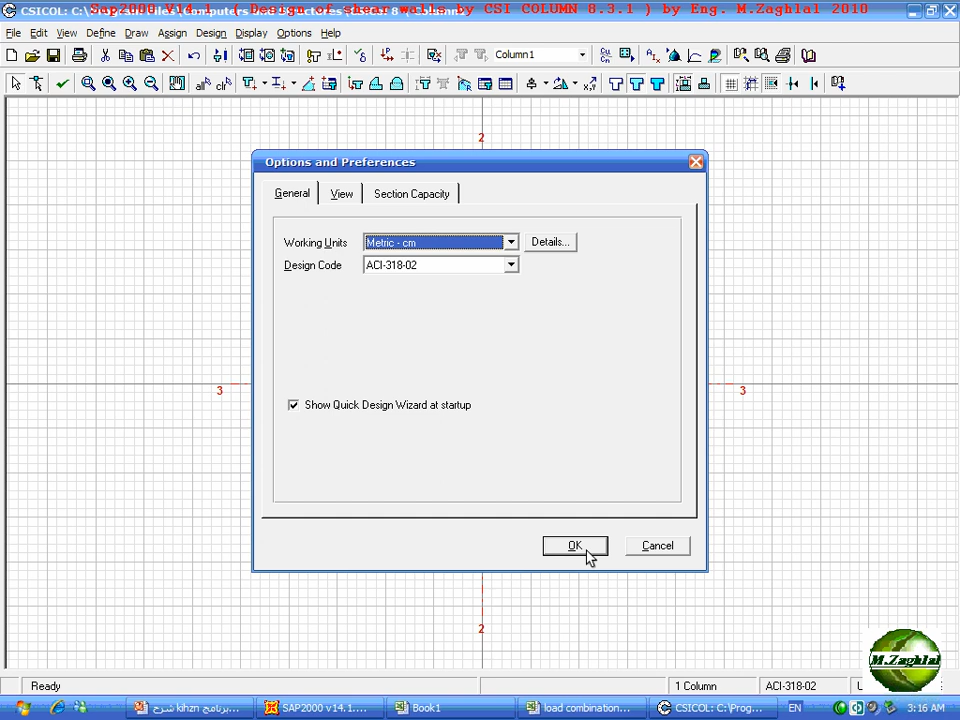 Sap2000 V14.1 ( Design of shear walls by CSI COLUMN 8.3.1 ) by Eng. M.Zaghlal 2010
CSICOL: C:\
File Edit View Define Draw Assign Design Display Options Help
Column1
2
Options and Preferences
General View Section Capacity
Working Units Metric - cm Details...
Design Code ACI-318-02
3 3
Show Quick Design Wizard at startup
OK Cancel
2
M.Zaghlal
Ready 1 Column ACI-318-02
برنامج kihzn شرح... SAP2000 v14.1.... Book1 load combination... CSICOL: C:\Prog... EN 3:16 AM